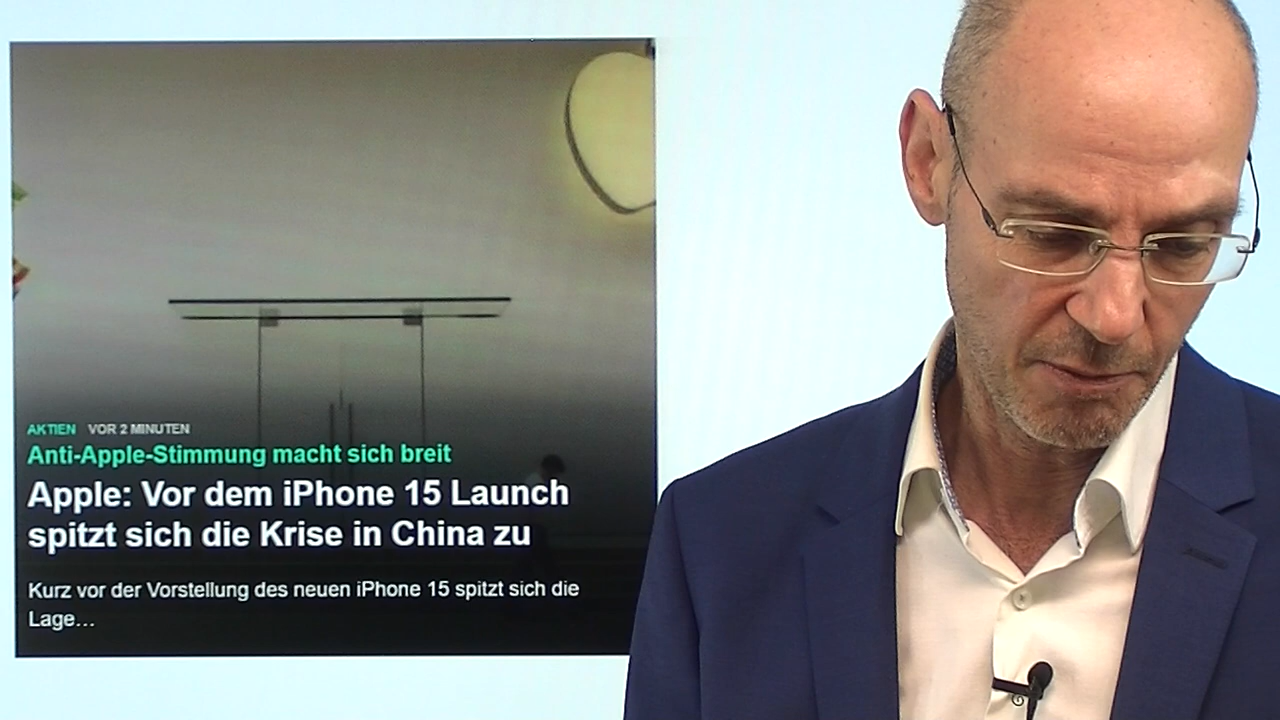 AKTIEN VOR 2 MINUTEN
Anti-Apple-Stimmung macht sich breit
Apple: Vor dem iPhone 15 Launch
spitzt sich die Krise in China zu
Kurz vor der Vorstellung des neuen iPhone 15 spitzt sich die
Lage...